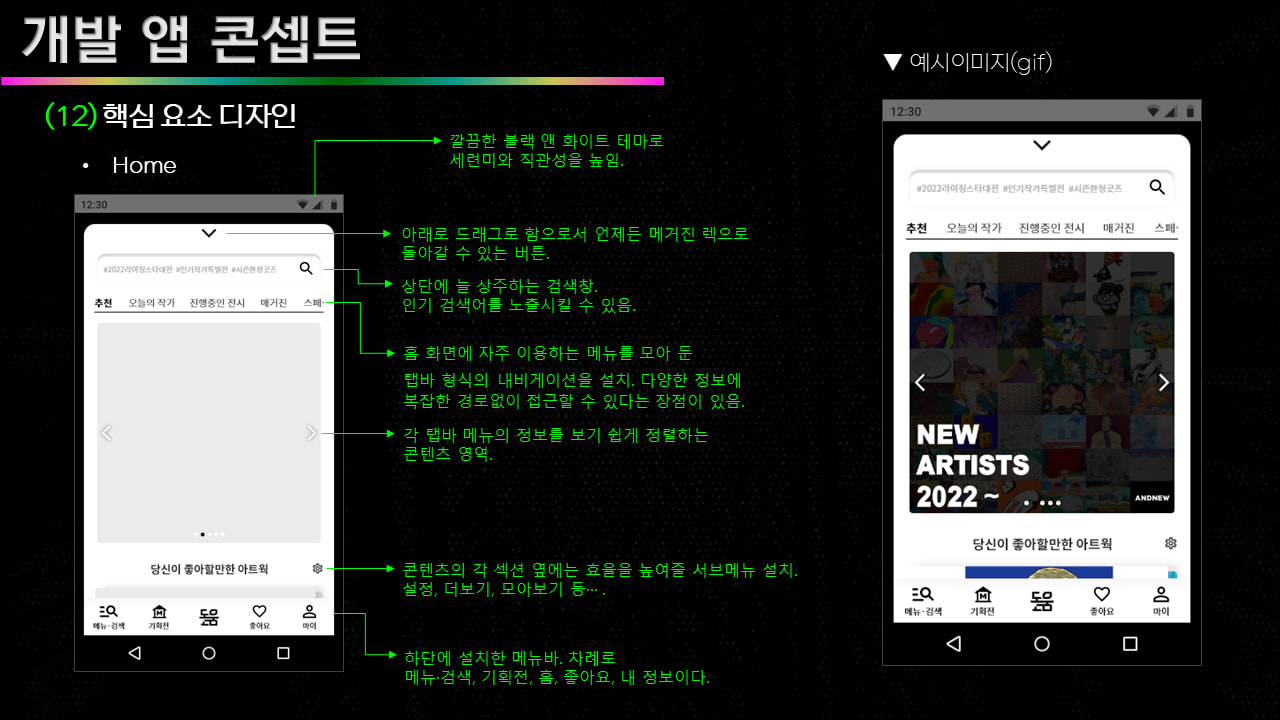 개발 앱 콘셉트
▼ 예시이미지(gif)
(12) 핵심 요소 디자인
• Home
깔끔한 블랙 앤 화이트 테마로
세련미와 직관성을 높임.
아래로 드래그로 함으로서 언제든 메거진 렉으로
돌아갈 수 있는 버튼.
상단에 늘 상주하는 검색창.
인기 검색어를 노출시킬 수 있음.
홈 화면에 자주 이용하는 메뉴를 모아 둔
탭바 형식의 내비게이션을 설치. 다양한 정보에
복잡한 경로없이 접근할 수 있다는 장점이 있음.
각 탭바 메뉴의 정보를 보기 쉽게 정렬하는
콘텐츠 영역.
콘텐츠의 각 섹션 옆에는 효율을 높여줄 서브메뉴 설치.
설정, 더보기, 모아보기 등… .
하단에 설치한 메뉴바. 차례로
메뉴·검색, 기획전, 홈, 좋아요, 내 정보이다.
12:30
#2022라이징스타대전 #인기작가특별전 #시즌한정굿즈
추천 오늘의 작가 진행중인 전시 매거진 스페
당신이 좋아할만한 아트웍
메뉴·검색 기획전 좋아요 마이
12:30
#2022라이징스타대전 #인기작가특별전 #시즌한정굿즈
추천 오늘의 작가 진행중인 전시 매거진 스페
NEW
ARTISTS
2022 ~
ANDNEW
당신이 좋아할만한 아트웍
메뉴·검색 기획전 좋아요 마이